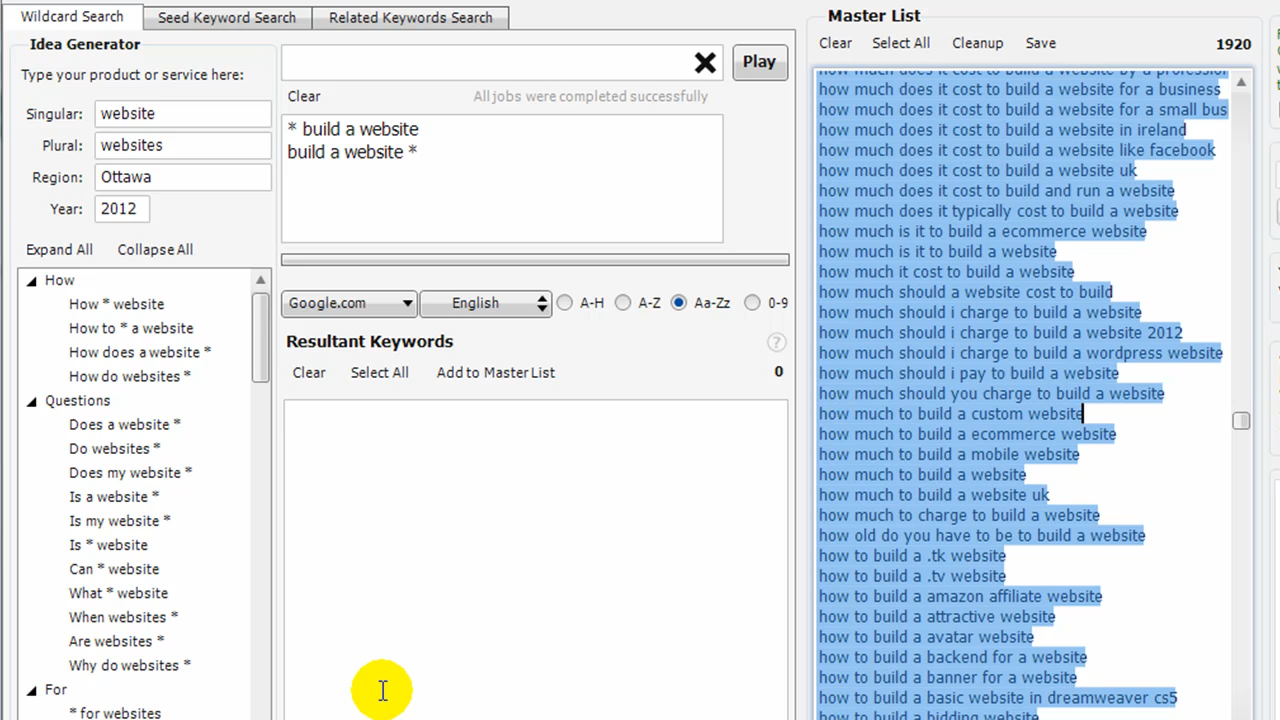 Wildcard Search
Seed Keyword Search
Related Keywords Search
Idea Generator
Type your product or service here:
Singular: website
Plural: websites
Region: Ottawa
Year: 2012
Expand All Collapse All
How
How * website
How to * a website
How does a website *
How do websites *
Questions
Does a website *
Do websites *
Does my website *
Is a website *
Is my website *
Is * website
Can * website
What * website
When websites *
Are websites *
Why do websites *
For
* for websites
Play
Clear All jobs were completed successfully
* build a website
build a website *
Google.com English A-H A-Z Aa-Zz 0-9
Resultant Keywords ?
Clear Select All Add to Master List 0
Master List
Clear Select All Cleanup Save 1920
how much does it cost to build a website by a profession
how much does it cost to build a website for a business
how much does it cost to build a website for a small bus
how much does it cost to build a website in ireland
how much does it cost to build a website like facebook
how much does it cost to build a website uk
how much does it cost to build and run a website
how much does it typically cost to build a website
how much is it to build a ecommerce website
how much is it to build a website
how much it cost to build a website
how much should a website cost to build
how much should i charge to build a website
how much should i charge to build a website 2012
how much should i charge to build a wordpress website
how much should i pay to build a website
how much should you charge to build a website
how much to build a custom website
how much to build a ecommerce website
how much to build a mobile website
how much to build a website
how much to build a website uk
how much to charge to build a website
how old do you have to be to build a website
how to build a .tk website
how to build a .tv website
how to build a amazon affiliate website
how to build a attractive website
how to build a avatar website
how to build a backend for a website
how to build a banner for a website
how to build a basic website in dreamweaver cs5
how to build a bidding website